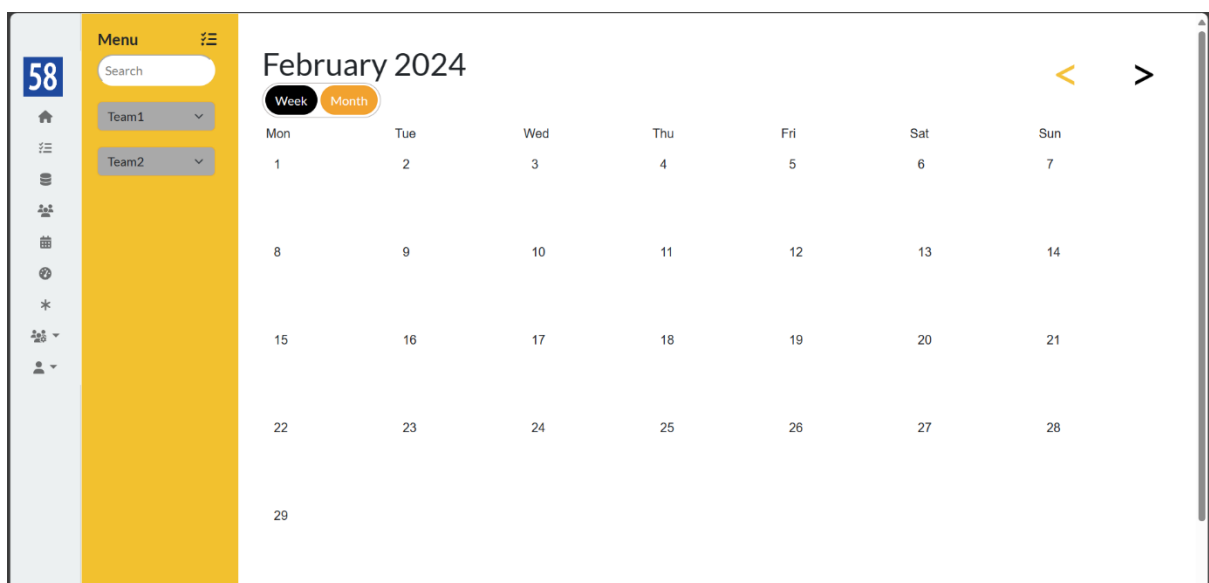 58
Menu
Search
Team1
Team2
February 2024
< >
Week Month
Mon Tue Wed Thu Fri Sat Sun
1 2 3 4 5 6 7
8 9 10 11 12 13 14
15 16 17 18 19 20 21
22 23 24 25 26 27 28
29